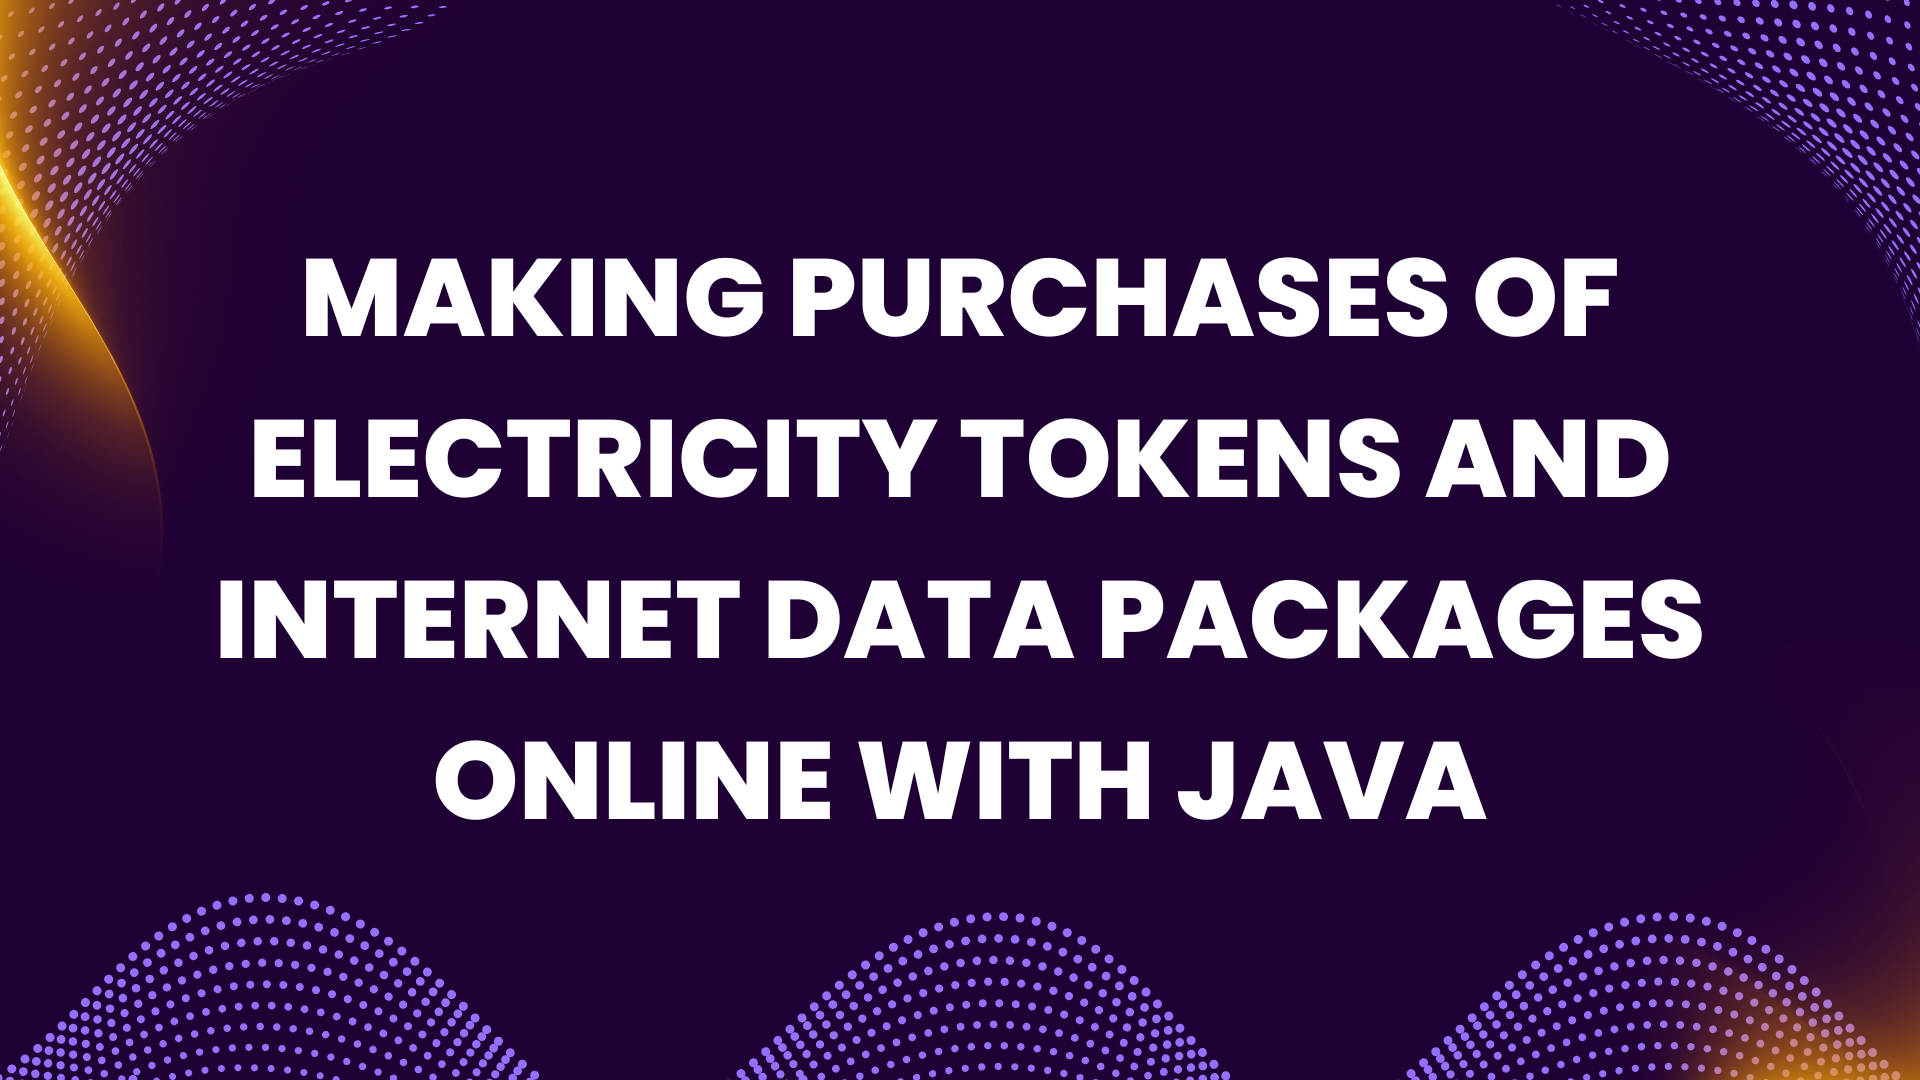 MAKING PURCHASES OF
ELECTRICITY TOKENS AND
INTERNET DATA PACKAGES
ONLINE WITH JAVA